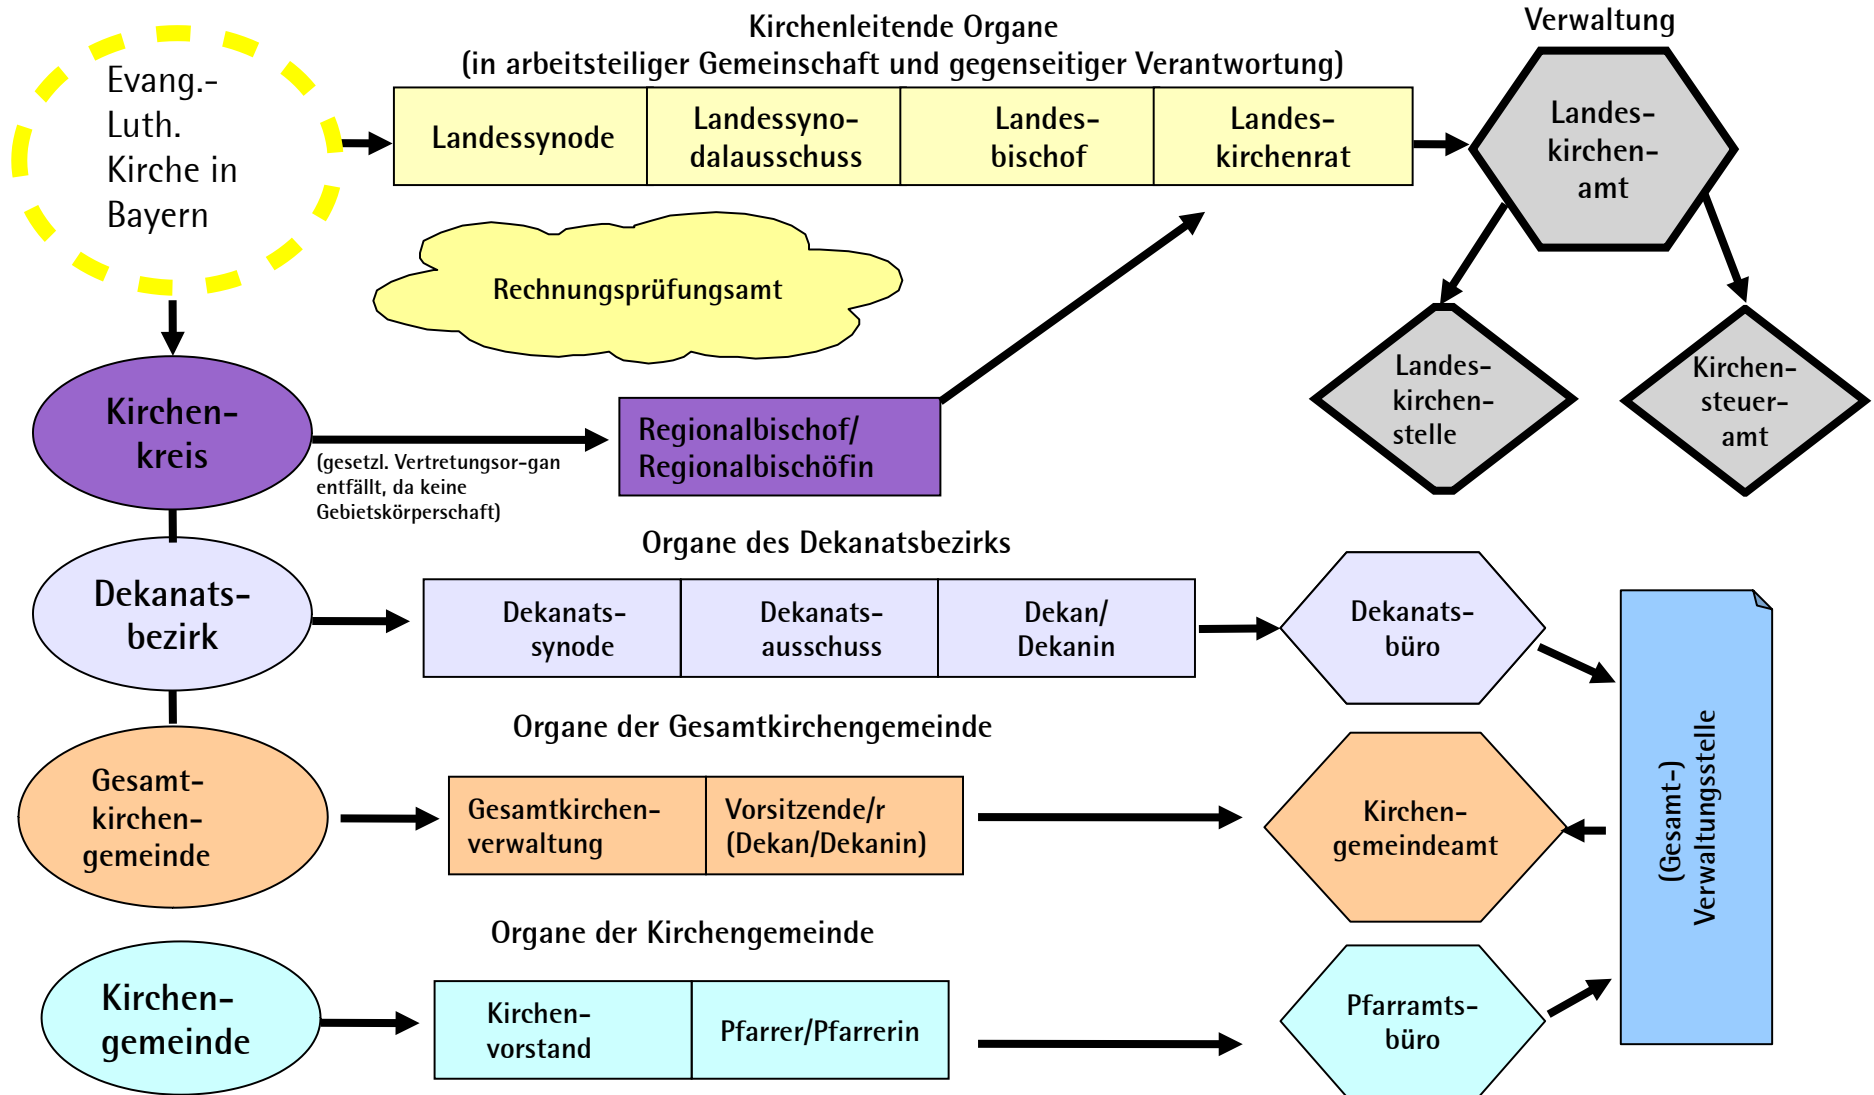 Kirchenleitende Organe
(in arbeitsteiliger Gemeinschaft und gegenseitiger Verantwortung)
Verwaltung
Evang.-
Luth.
Kirche in
Bayern
Landessynode
Landessyno-
dalausschuss
Landes-
bischof
Landes-
kirchenrat
Landes-
kirchen-
amt
Rechnungsprüfungsamt
Landes-
kirchen-
stelle
Kirchen-
steuer-
amt
Kirchen-
kreis
(gesetzl. Vertretungsor-gan
entfällt, da keine
Gebietskörperschaft)
Regionalbischof/
Regionalbischöfin
Organe des Dekanatsbezirks
Dekanats-
bezirk
Dekanats-
synode
Dekanats-
ausschuss
Dekan/
Dekanin
Dekanats-
büro
Organe der Gesamtkirchengemeinde
Gesamt-
kirchen-
gemeinde
Gesamtkirchen-
verwaltung
Vorsitzende/r
(Dekan/Dekanin)
Kirchen-
gemeindeamt
(Gesamt-)
Verwaltungsstelle
Organe der Kirchengemeinde
Kirchen-
gemeinde
Kirchen-
vorstand
Pfarrer/Pfarrerin
Pfarramts-
büro